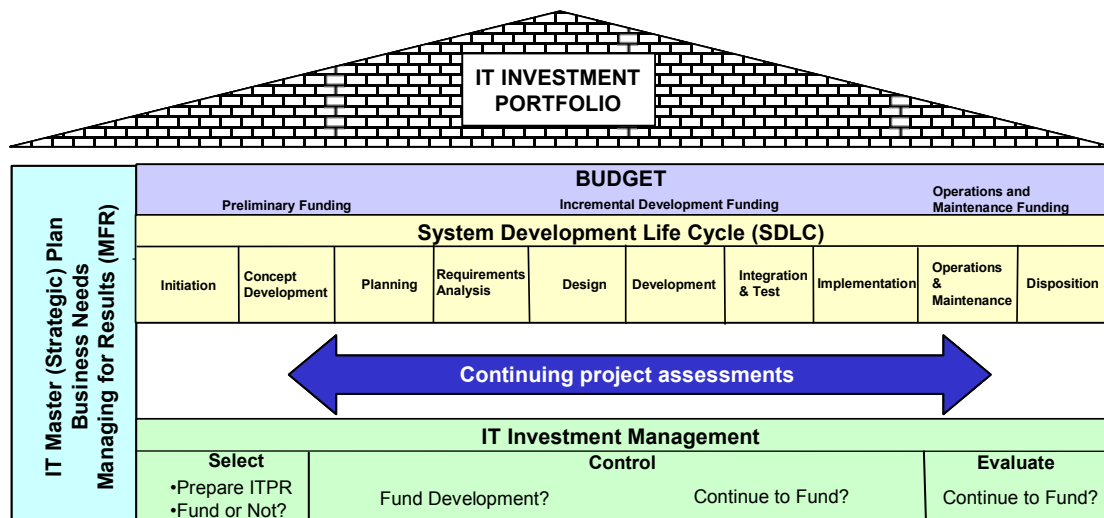 IT INVESTMENT
PORTFOLIO
IT Master (Strategic) Plan
Business Needs
Managing for Results (MFR)
BUDGET
Preliminary Funding
Incremental Development Funding
Operations and
Maintenance Funding
System Development Life Cycle (SDLC)
Initiation
Concept
Development
Planning
Requirements
Analysis
Design
Development
Integration
& Test
Implementation
Operations
&
Maintenance
Disposition
Continuing project assessments
IT Investment Management
Select
•Prepare ITPR
•Fund or Not?
Control
Fund Development?
Continue to Fund?
Evaluate
Continue to Fund?